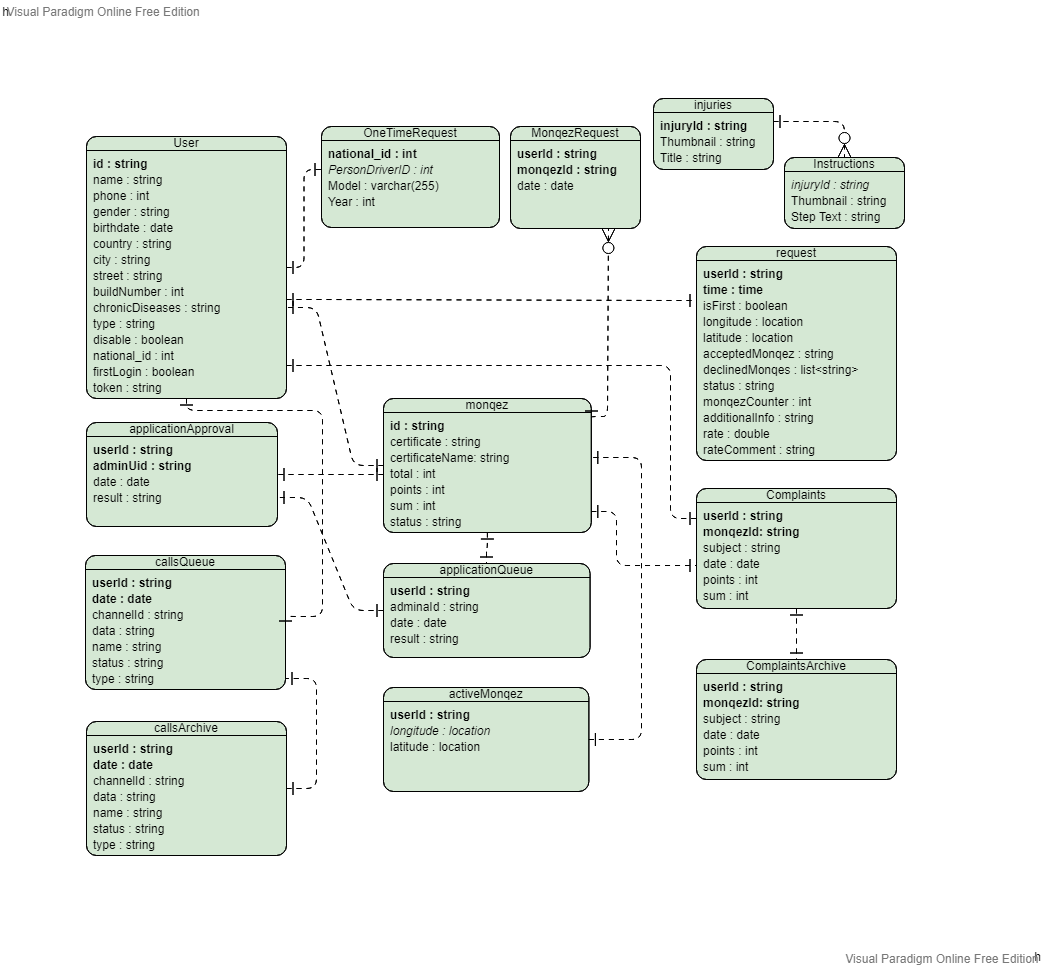 hVisual Paradigm Online Free Edition
User
id : string
name : string
phone : int
gender : string
birthdate : date
country : string
city : string
street : string
buildNumber : int
chronicDiseases : string
type : string
disable : boolean
national_id : int
firstLogin : boolean
token : string
OneTimeRequest
national_id : int
PersonDriverID : int
Model : varchar(255)
Year : int
MonqezRequest
userId : string
monqezId : string
date : date
injuries
injuryId : string
Thumbnail : string
Title : string
Instructions
injuryId : string
Thumbnail : string
Step Text : string
request
userId : string
time : time
isFirst : boolean
longitude : location
latitude : location
acceptedMonqez : string
declinedMonqes : list<string>
status : string
monqezCounter : int
additionalInfo : string
rate : double
rateComment : string
applicationApproval
userId : string
adminUid : string
date : date
result : string
monqez
id : string
certificate : string
certificateName: string
total : int
points : int
sum : int
status : string
Complaints
userId : string
monqezId: string
subject : string
date : date
points : int
sum : int
callsQueue
userId : string
date : date
channelId : string
data : string
name : string
status : string
type : string
applicationQueue
userId : string
adminaId : string
date : date
result : string
ComplaintsArchive
userId : string
monqezId: string
subject : string
date : date
points : int
sum : int
activeMonqez
userId : string
longitude : location
latitude : location
callsArchive
userId : string
date : date
channelId : string
data : string
name : string
status : string
type : string
Visual Paradigm Online Free Edition
h